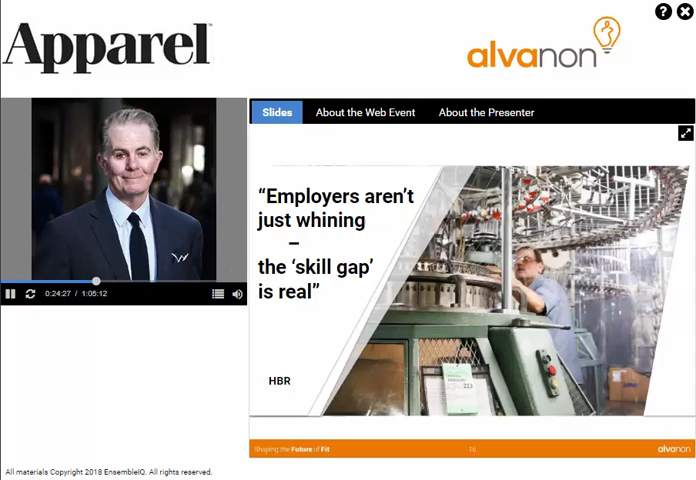 Apparel
alvanon
Slides
About the Web Event
About the Presenter
“Employers aren’t
just whining
–
the ‘skill gap’
is real”
HBR
0:24:27 / 1:05:12
Shaping the Future of Fit
16
alvanon
All materials Copyright 2018 EnsembleIQ. All rights reserved.